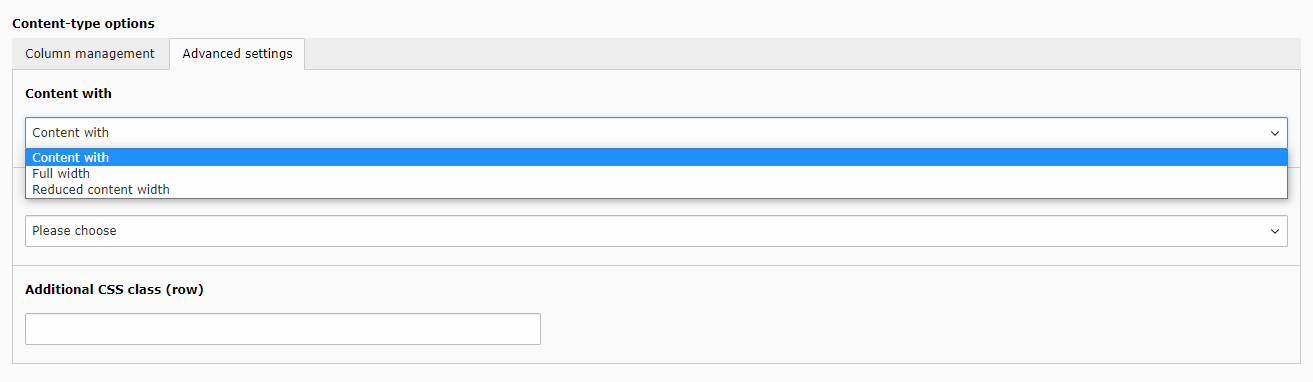 Content-type options
Column management
Advanced settings
Content with
Content with
Content with
Full width
Reduced content width
Please choose
Additional CSS class (row)